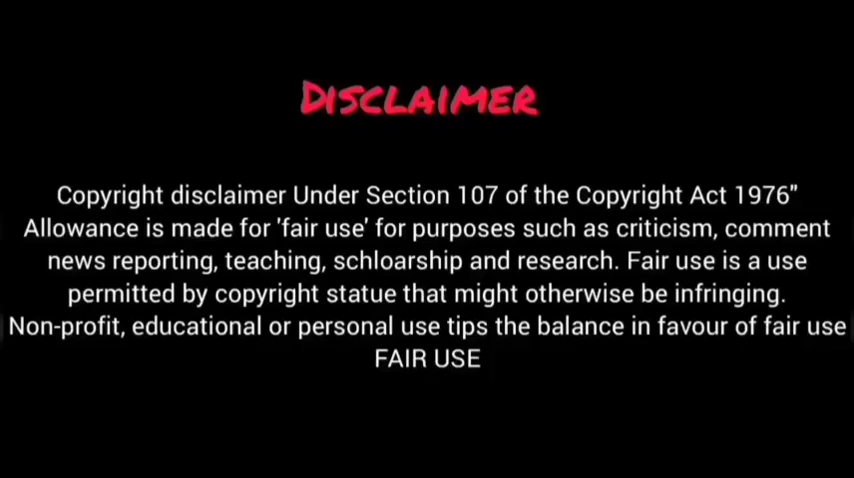 DISCLAIMER
Copyright disclaimer Under Section 107 of the Copyright Act 1976"
Allowance is made for 'fair use' for purposes such as criticism, comment
news reporting, teaching, schloarship and research. Fair use is a use
permitted by copyright statue that might otherwise be infringing.
Non-profit, educational or personal use tips the balance in favour of fair use
FAIR USE